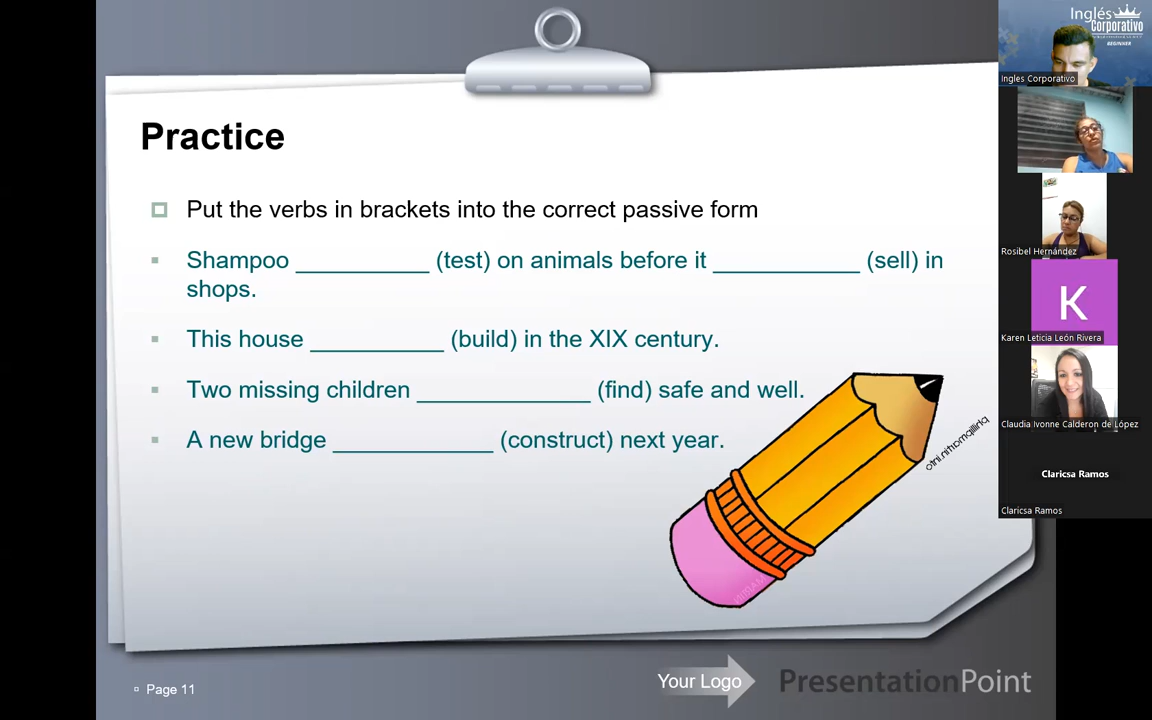 Practice
Put the verbs in brackets into the correct passive form
Shampoo __________ (test) on animals before it ___________ (sell) in
shops.
This house __________ (build) in the XIX century.
Two missing children _____________ (find) safe and well.
A new bridge ____________ (construct) next year.
phillipmartin.info
Page 11
Your Logo
PresentationPoint
Inglés
Corporativo
BEGINNER
Ingles Corporativo
Rosibel Hernández
K
Karen Leticia León Rivera
Claudia Ivonne Calderon de López
Claricsa Ramos
Claricsa Ramos